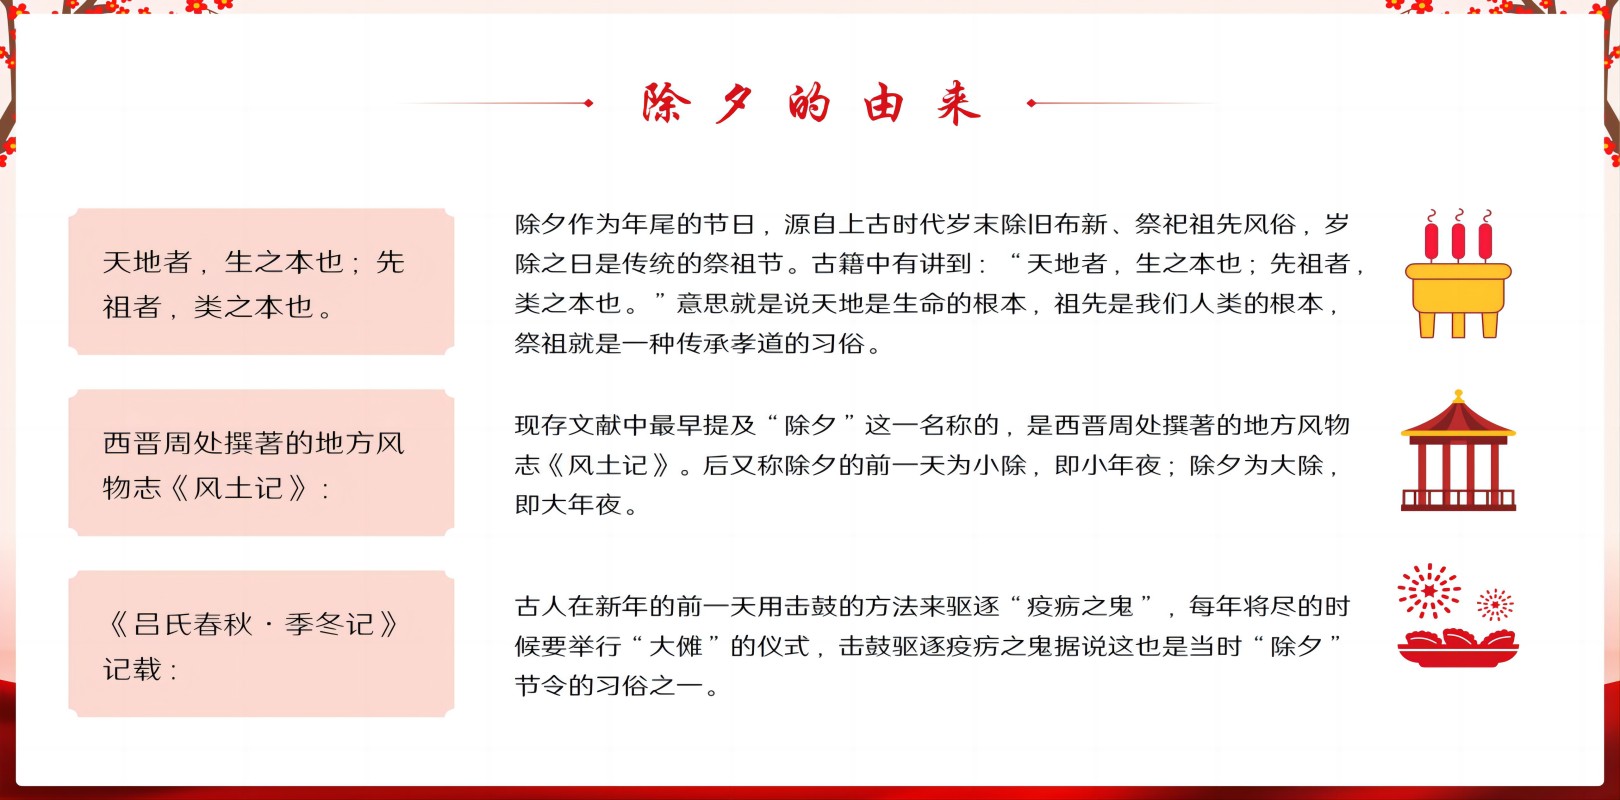 除夕的由来
天地者，生之本也；先
祖者，类之本也。
除夕作为年尾的节日，源自上古时代岁末除旧布新、祭祀祖先风俗，岁
除之日是传统的祭祖节。古籍中有讲到：“天地者，生之本也；先祖者，
类之本也。”意思就是说天地是生命的根本，祖先是我们人类的根本，
祭祖就是一种传承孝道的习俗。
西晋周处撰著的地方风
物志《风土记》：
现存文献中最早提及“除夕”这一名称的，是西晋周处撰著的地方风物
志《风土记》。后又称除夕的前一天为小除，即小年夜；除夕为大除，
即大年夜。
《吕氏春秋·季冬记》
记载：
古人在新年的前一天用击鼓的方法来驱逐“疫疬之鬼”，每年将尽的时
候要举行“大傩”的仪式，击鼓驱逐疫疠之鬼据说这也是当时“除夕”
节令的习俗之一。